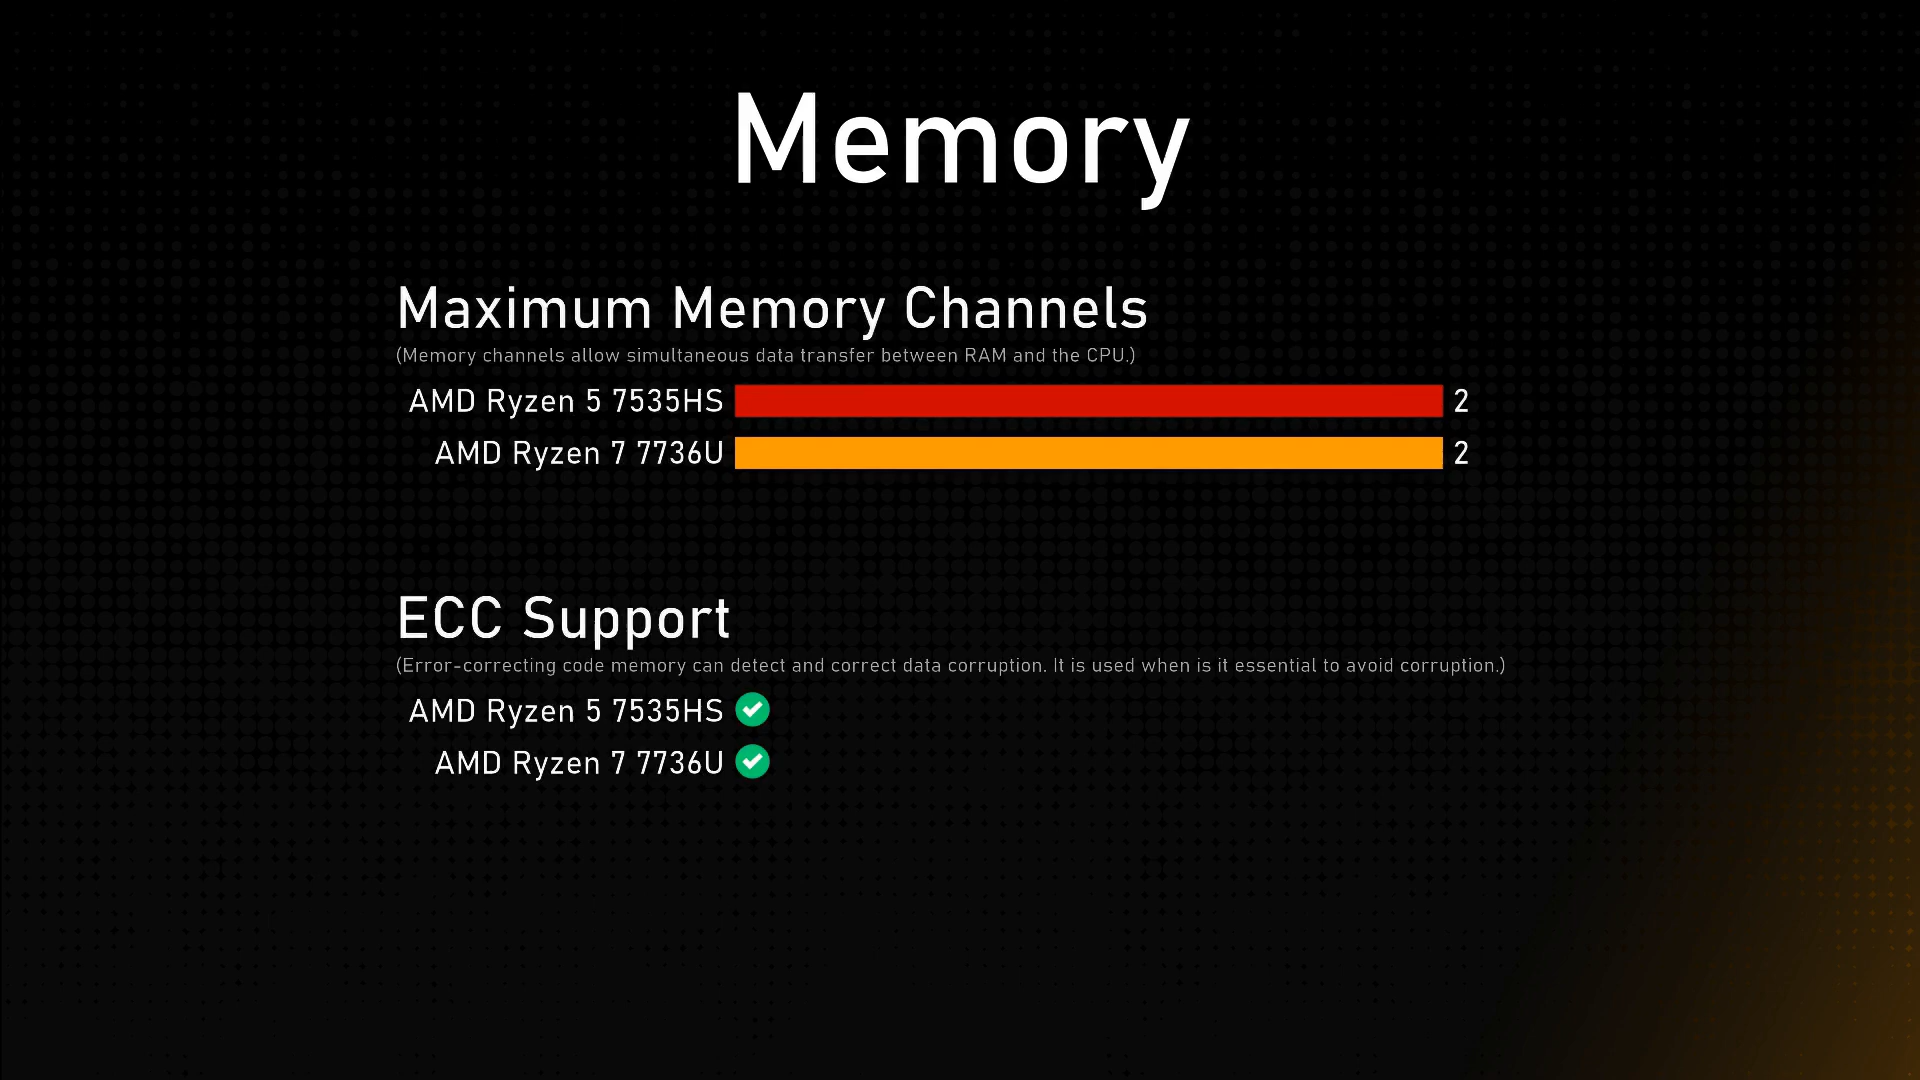 Memory
Maximum Memory Channels
(Memory channels allow simultaneous data transfer between RAM and the CPU.)
AMD Ryzen 5 7535HS 2
AMD Ryzen 7 7736U 2
ECC Support
(Error-correcting code memory can detect and correct data corruption. It is used when is it essential to avoid corruption.)
AMD Ryzen 5 7535HS
AMD Ryzen 7 7736U